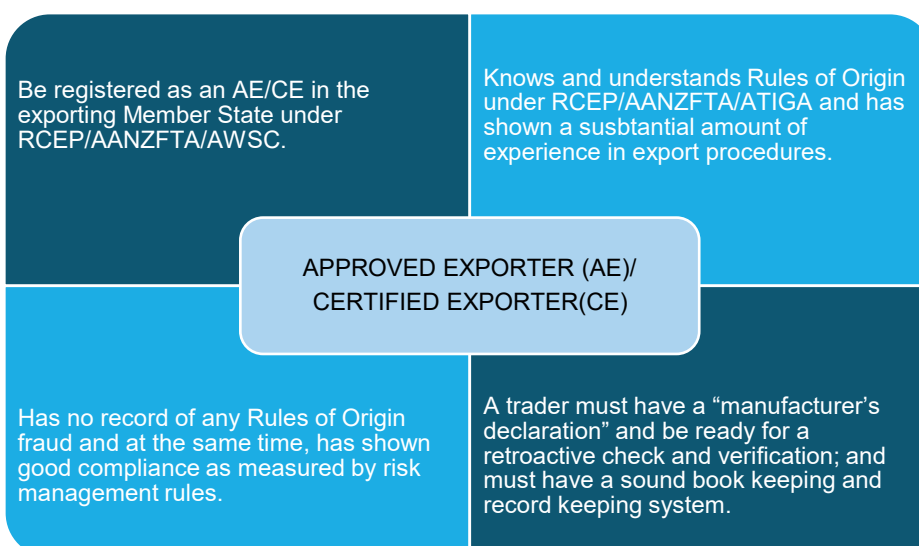 Be registered as an AE/CE in the
exporting Member State under
RCEP/AANZFTA/AWSC.
Knows and understands Rules of Origin
under RCEP/AANZFTA/ATIGA and has
shown a susbtantial amount of
experience in export procedures.
APPROVED EXPORTER (AE)/
CERTIFIED EXPORTER(CE)
Has no record of any Rules of Origin
fraud and at the same time, has shown
good compliance as measured by risk
management rules.
A trader must have a “manufacturer’s
declaration” and be ready for a
retroactive check and verification; and
must have a sound book keeping and
record keeping system.